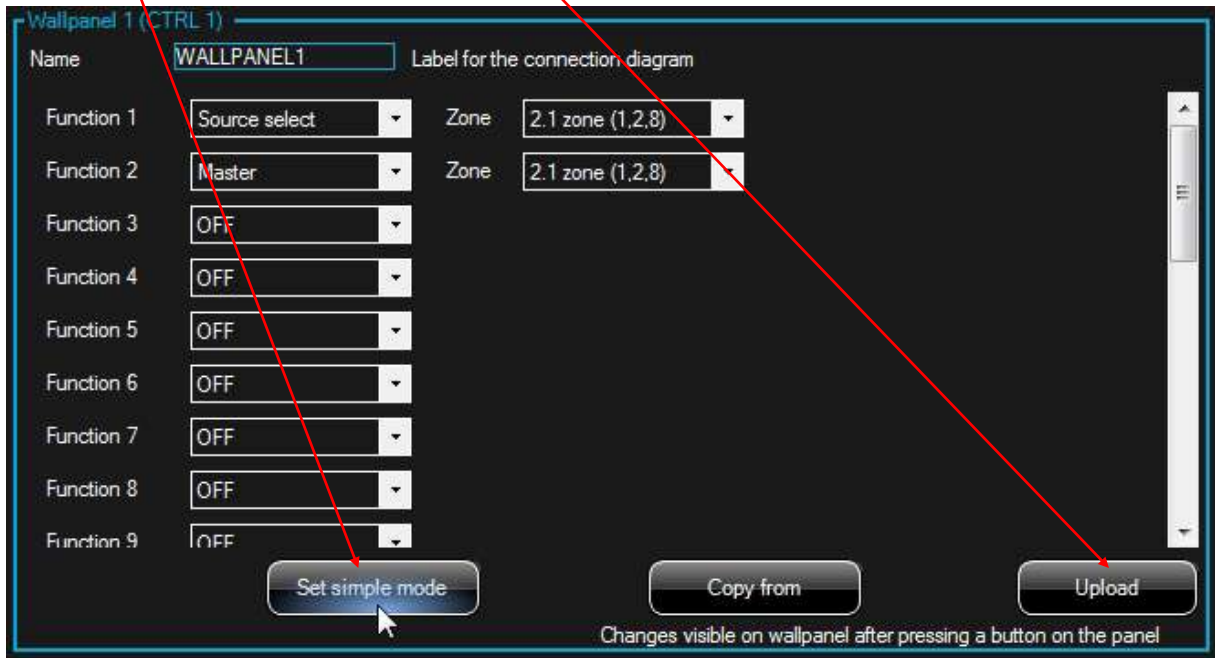 Wallpanel 1 (CTRL 1)
Name WALLPANEL1 Label for the connection diagram
Function 1 Source select Zone 2.1 zone (1,2,8)
Function 2 Master Zone 2.1 zone (1,2,8)
Function 3 OFF
Function 4 OFF
Function 5 OFF
Function 6 OFF
Function 7 OFF
Function 8 OFF
Function 9 OFF
Set simple mode Copy from Upload
Changes visible on wallpanel after pressing a button on the panel